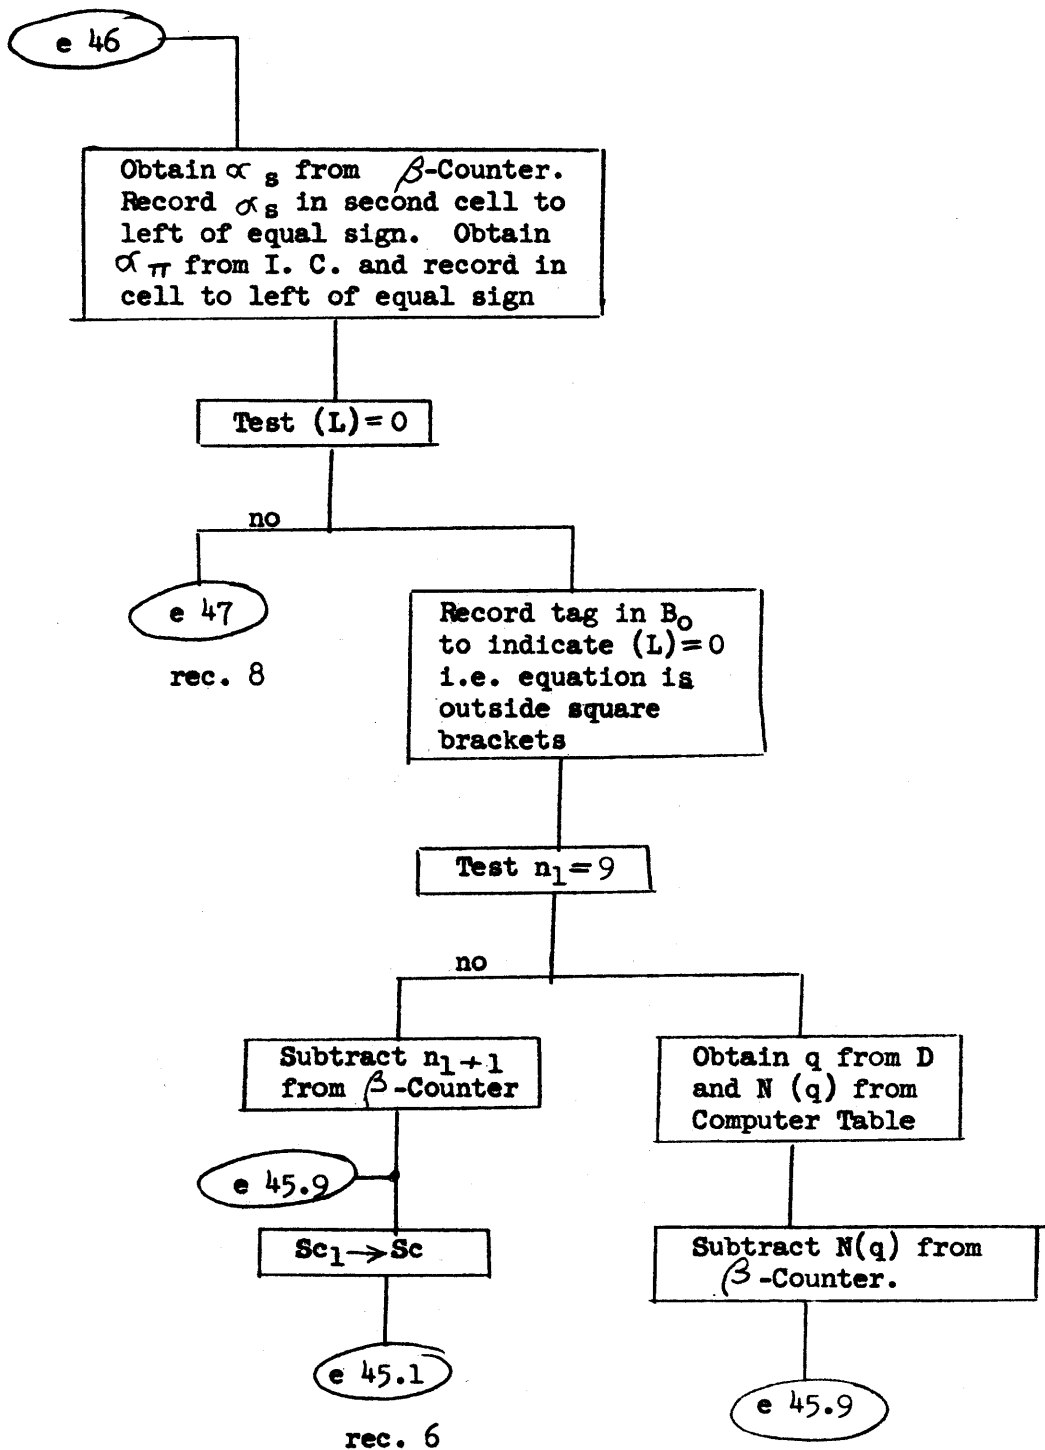 e 46
Obtain α s from β-Counter.
Record αs in second cell to
left of equal sign. Obtain
απ from I. C. and record in
cell to left of equal sign
Test (L)=0
no
e 47
rec. 8
Record tag in Bo
to indicate (L)=0
i.e. equation is
outside square
brackets
Test n1=9
no
Subtract n1+1
from β-Counter
e 45.9
Sc1→Sc
e 45.1
rec. 6
Obtain q from D
and N (q) from
Computer Table
Subtract N(q) from
β-Counter.
e 45.9